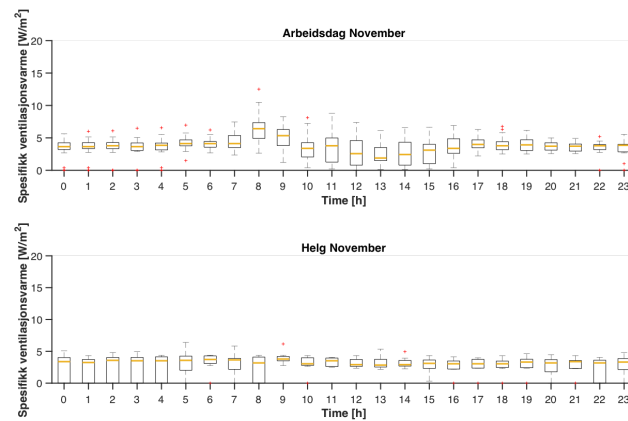 Arbeidsdag November
Spesifikk ventilasjonsvarme [W/m²]
20
15
10
5
0
0 1 2 3 4 5 6 7 8 9 10 11 12 13 14 15 16 17 18 19 20 21 22 23
Time [h]
Helg November
Spesifikk ventilasjonsvarme [W/m²]
20
15
10
5
0
0 1 2 3 4 5 6 7 8 9 10 11 12 13 14 15 16 17 18 19 20 21 22 23
Time [h]